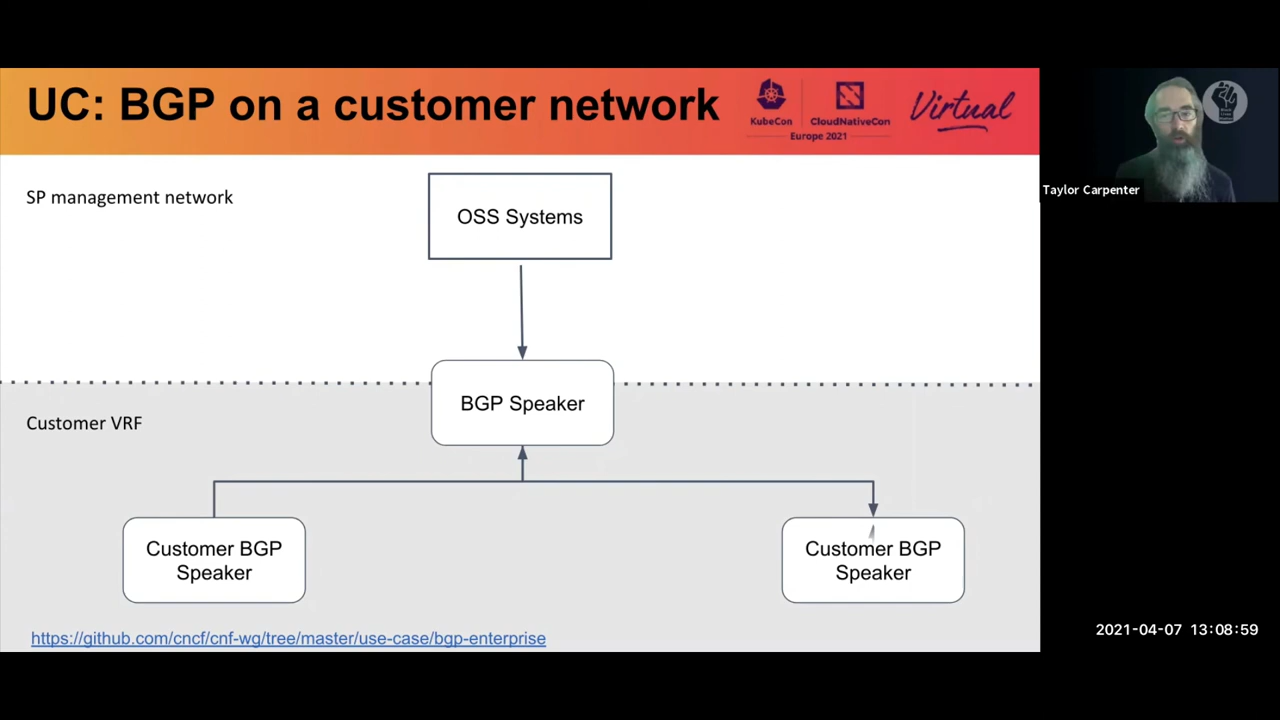 UC: BGP on a customer network
KubeCon
CloudNativeCon
Europe 2021
Virtual
Taylor Carpenter
SP management network
OSS Systems
BGP Speaker
Customer VRF
Customer BGP
Speaker
Customer BGP
Speaker
https://github.com/cncf/cnf-wg/tree/master/use-case/bgp-enterprise
2021-04-07 13:08:59